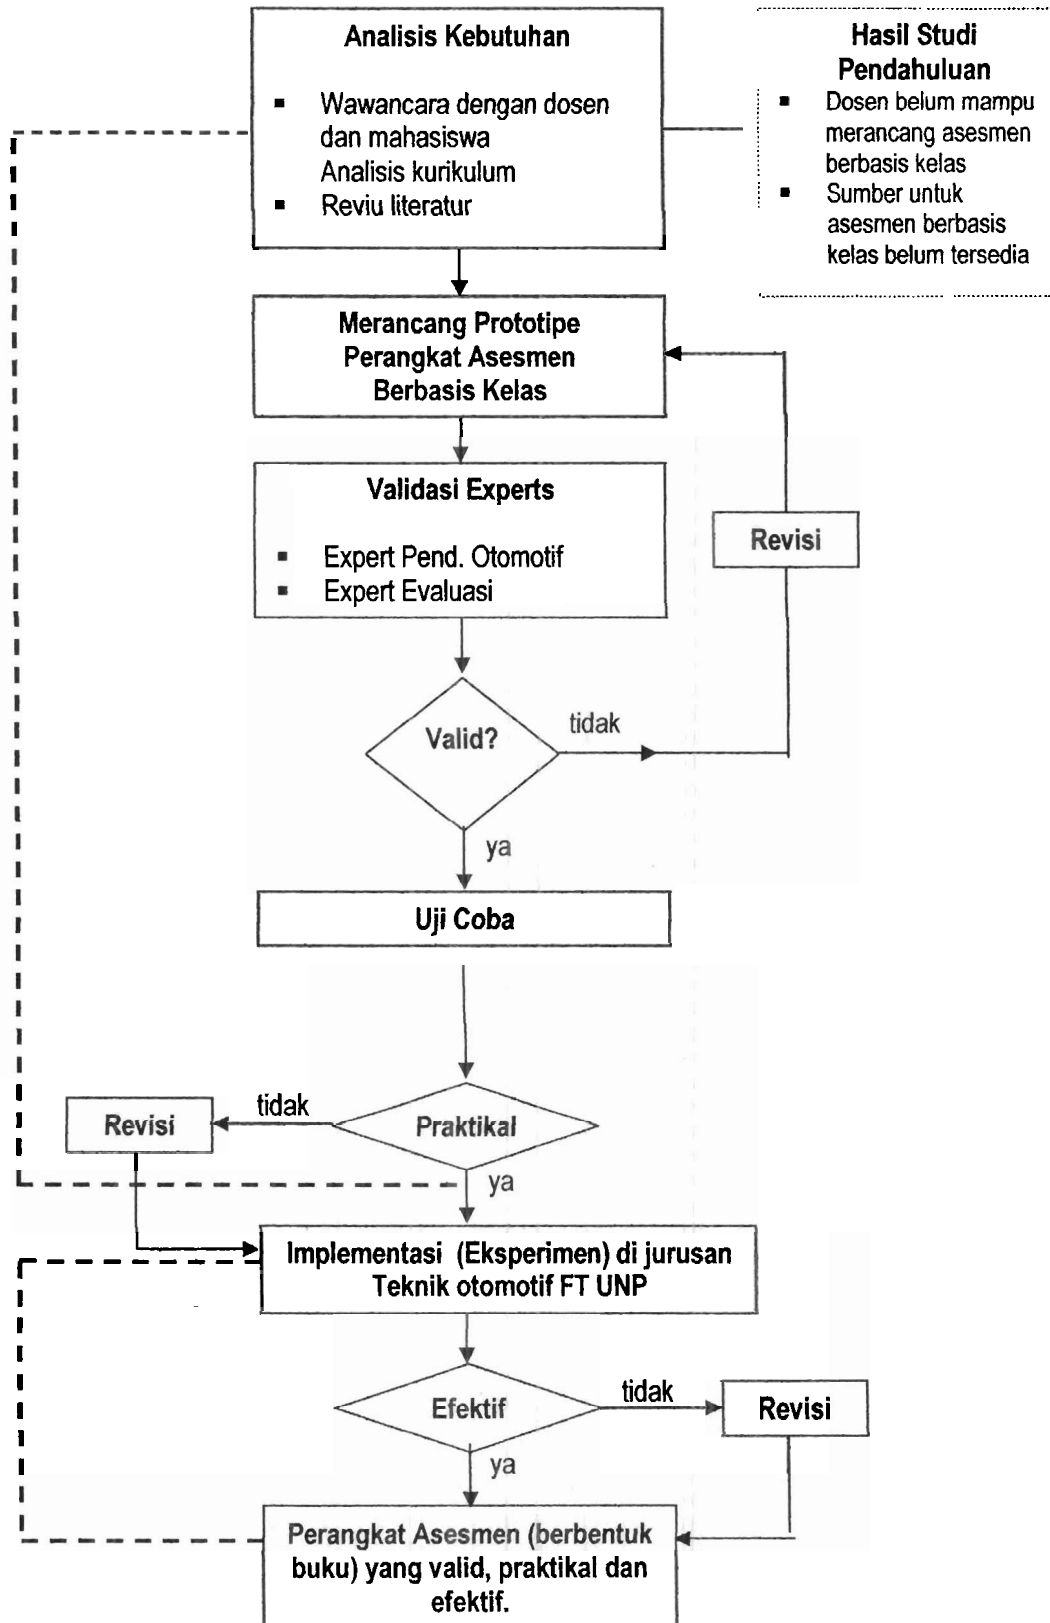 Analisis Kebutuhan
▪ Wawancara dengan dosen
dan mahasiswa
Analisis kurikulum
▪ Reviu literatur
Hasil Studi
Pendahuluan
▪ Dosen belum mampu
merancang asesmen
berbasis kelas
▪ Sumber untuk
asesmen berbasis
kelas belum tersedia
Merancang Prototipe
Perangkat Asesmen
Berbasis Kelas
Validasi Experts
▪ Expert Pend. Otomotif
▪ Expert Evaluasi
Revisi
Valid?
tidak
ya
Uji Coba
Revisi
tidak
Praktikal
ya
Implementasi (Eksperimen) di jurusan
Teknik otomotif FT UNP
Efektif
tidak
Revisi
ya
Perangkat Asesmen (berbentuk
buku) yang valid, praktikal dan
efektif.